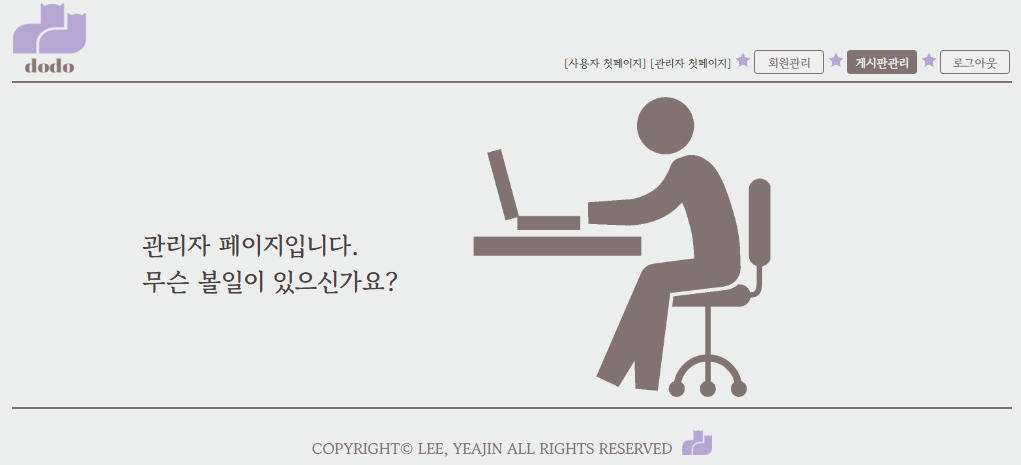 dodo
[사용자 첫페이지] [관리자 첫페이지] 회원관리 게시판관리 로그아웃
관리자 페이지입니다.
무슨 볼일이 있으신가요?
COPYRIGHT© LEE, YEAJIN ALL RIGHTS RESERVED